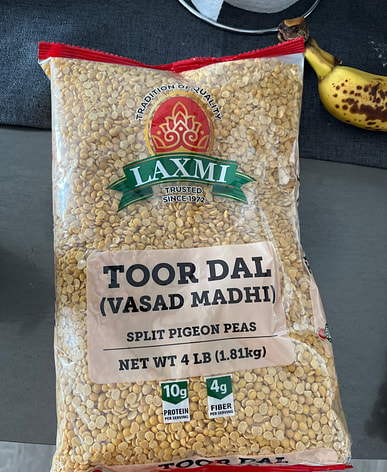 TRADITION OF QUALITY
LAXMI
TRUSTED
SINCE 1972
TOOR DAL
(VASAD MADHI)
SPLIT PIGEON PEAS
NET WT 4 LB (1.81kg)
10g
PROTEIN
PER SERVING
4g
FIBER
PER SERVING
TOOR DAL